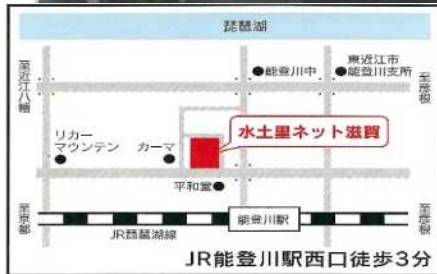 琵琶湖
至近江八幡
能登川中
東近江市
能登川支所
至彦根
水土里ネット滋賀
リカー
マウンテン
カーマ
平和堂
至京都
能登川駅
至彦根
JR琵琶湖線
JR能登川駅西口徒歩3分